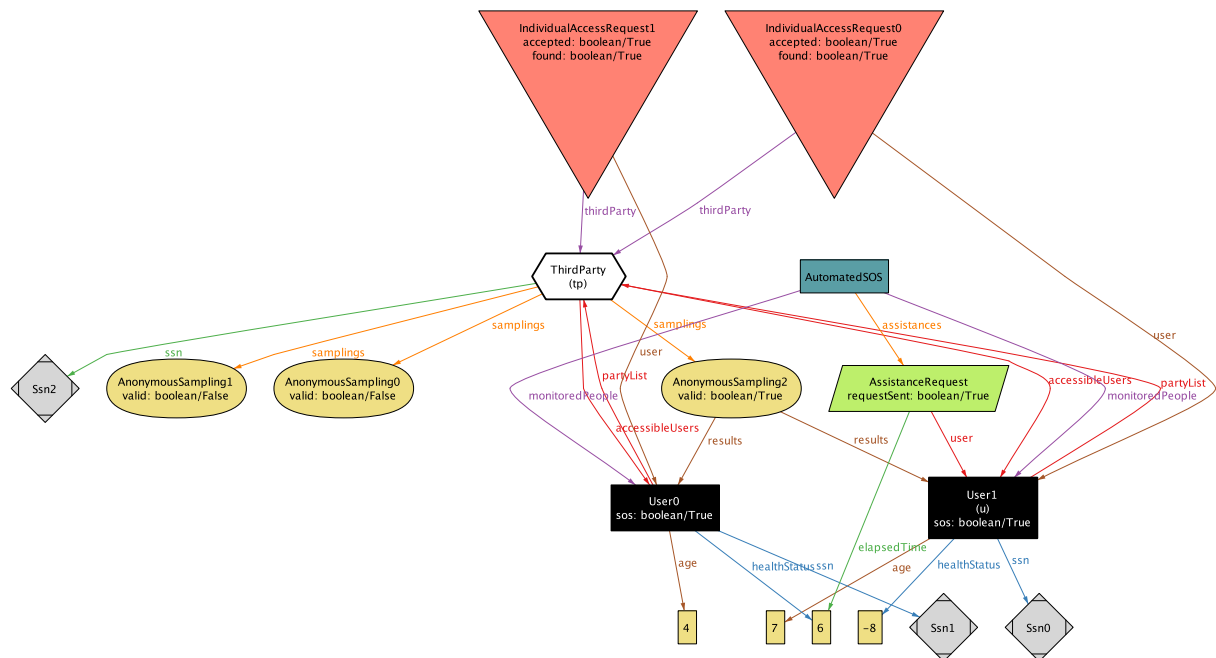 IndividualAccessRequest1
accepted: boolean/True
found: boolean/True
IndividualAccessRequest0
accepted: boolean/True
found: boolean/True
thirdParty
thirdParty
ThirdParty
(tp)
AutomatedSOS
samplings
samplings
assistances
user
ssn
samplings
user
Ssn2
AnonymousSampling1
valid: boolean/False
AnonymousSampling0
valid: boolean/False
partyList
AnonymousSampling2
valid: boolean/True
AssistanceRequest
requestSent: boolean/True
accessibleUsers
partyList
monitoredPeople
monitoredPeople
accessibleUsers
results
results
user
User0
sos: boolean/True
User1
(u)
sos: boolean/True
elapsedTime
age
healthStatus
ssn
age
healthStatus
ssn
4
7
6
-8
Ssn1
Ssn0